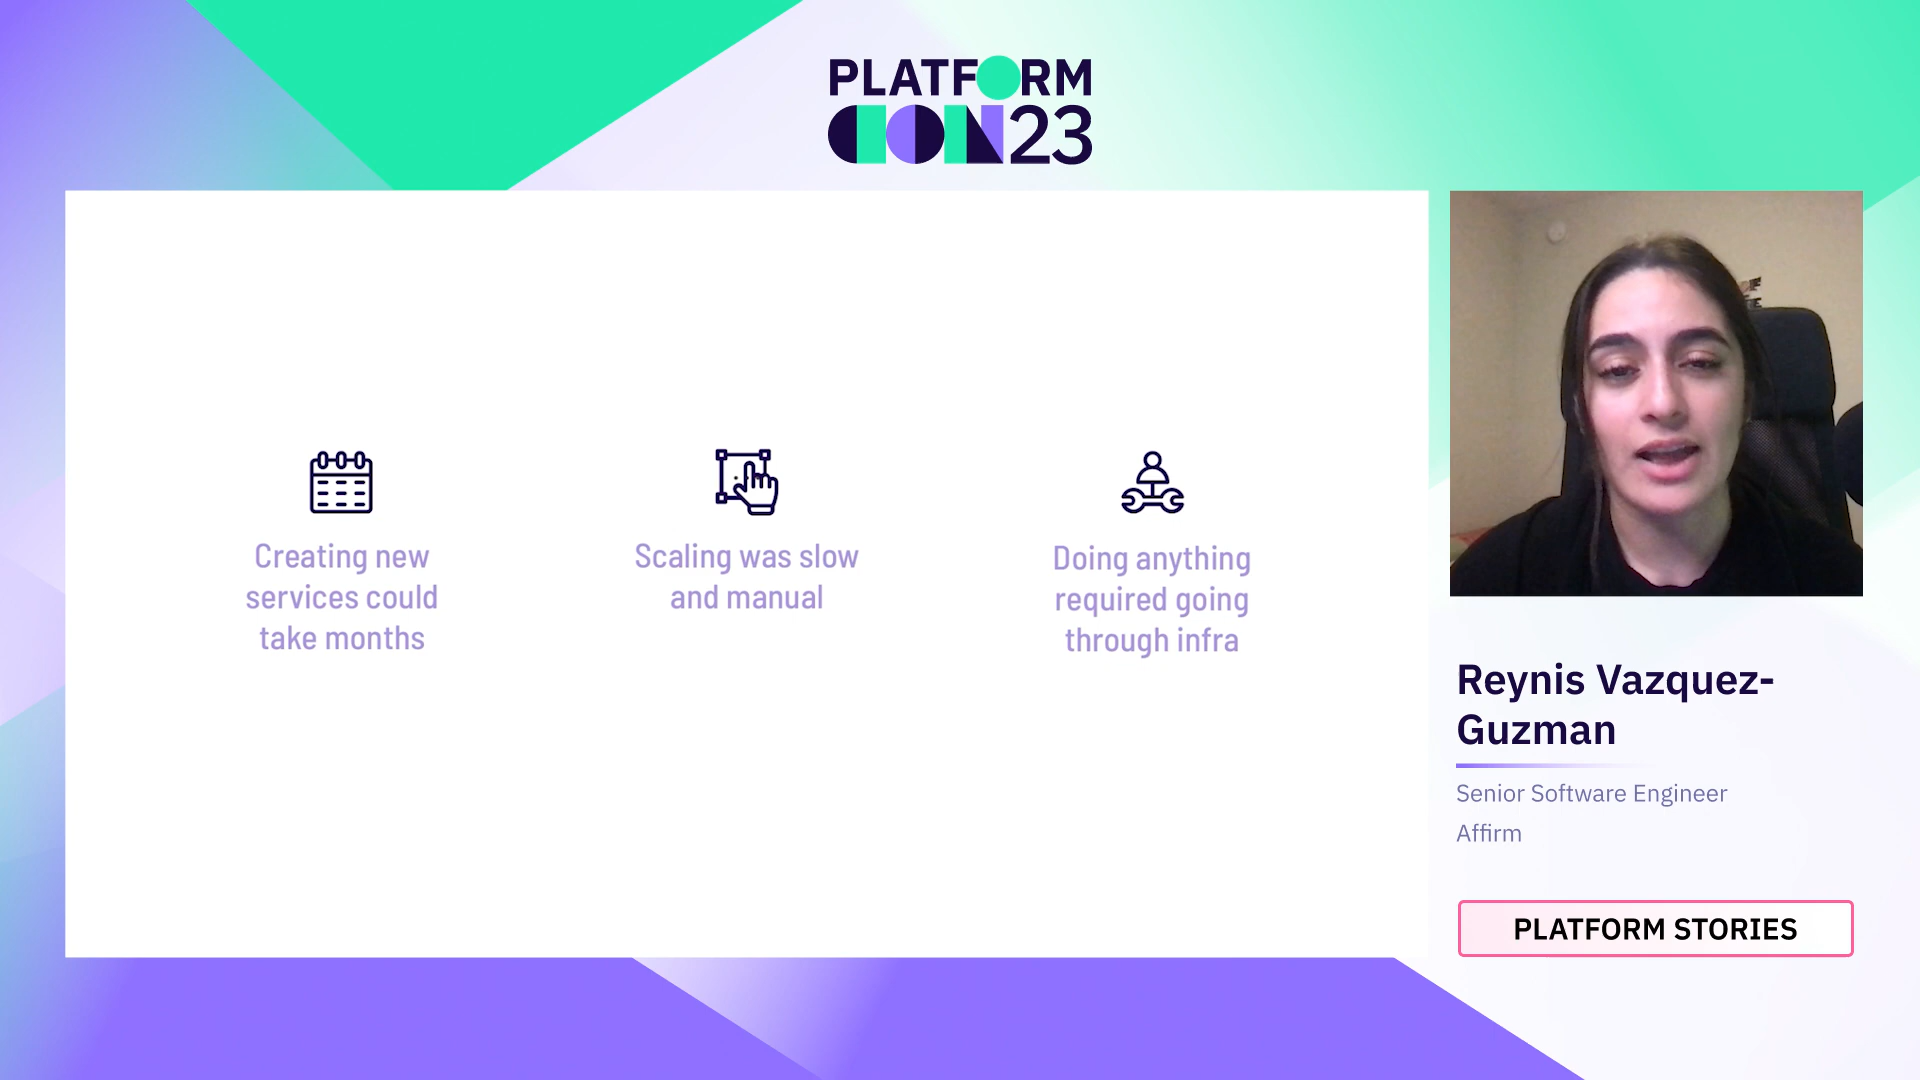 PLATFORM
CON23
Creating new
services could
take months
Scaling was slow
and manual
Doing anything
required going
through infra
Reynis Vazquez-
Guzman
Senior Software Engineer
Affirm
PLATFORM STORIES